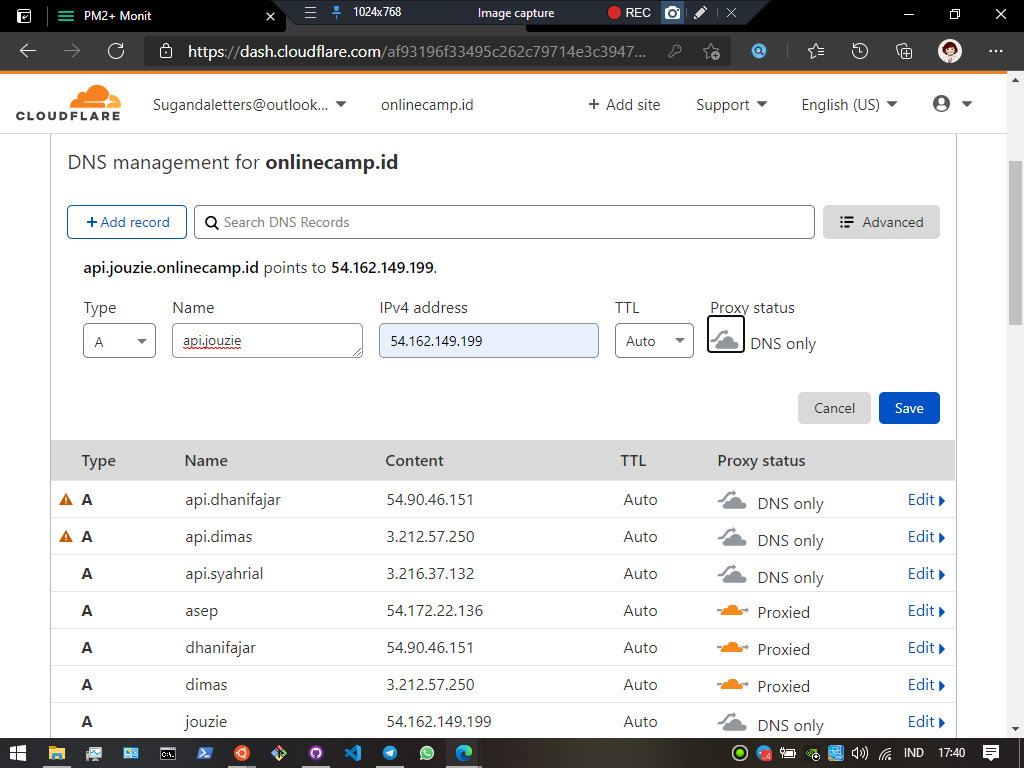 PM2+ Monit
1024x768
Image capture
REC
https://dash.cloudflare.com/af93196f33495c262c79714e3c3947...
CLOUDFLARE
Sugandaletters@outlook...
onlinecamp.id
+ Add site
Support
English (US)
DNS management for onlinecamp.id
+ Add record
Search DNS Records
Advanced
api.jouzie.onlinecamp.id points to 54.162.149.199.
Type Name IPv4 address TTL Proxy status
A api.jouzie 54.162.149.199 Auto DNS only
Cancel Save
Type Name Content TTL Proxy status
A api.dhanifajar 54.90.46.151 Auto DNS only Edit
A api.dimas 3.212.57.250 Auto DNS only Edit
A api.syahrial 3.216.37.132 Auto DNS only Edit
A asep 54.172.22.136 Auto Proxied Edit
A dhanifajar 54.90.46.151 Auto Proxied Edit
A dimas 3.212.57.250 Auto Proxied Edit
A jouzie 54.162.149.199 Auto DNS only Edit
IND 17:40